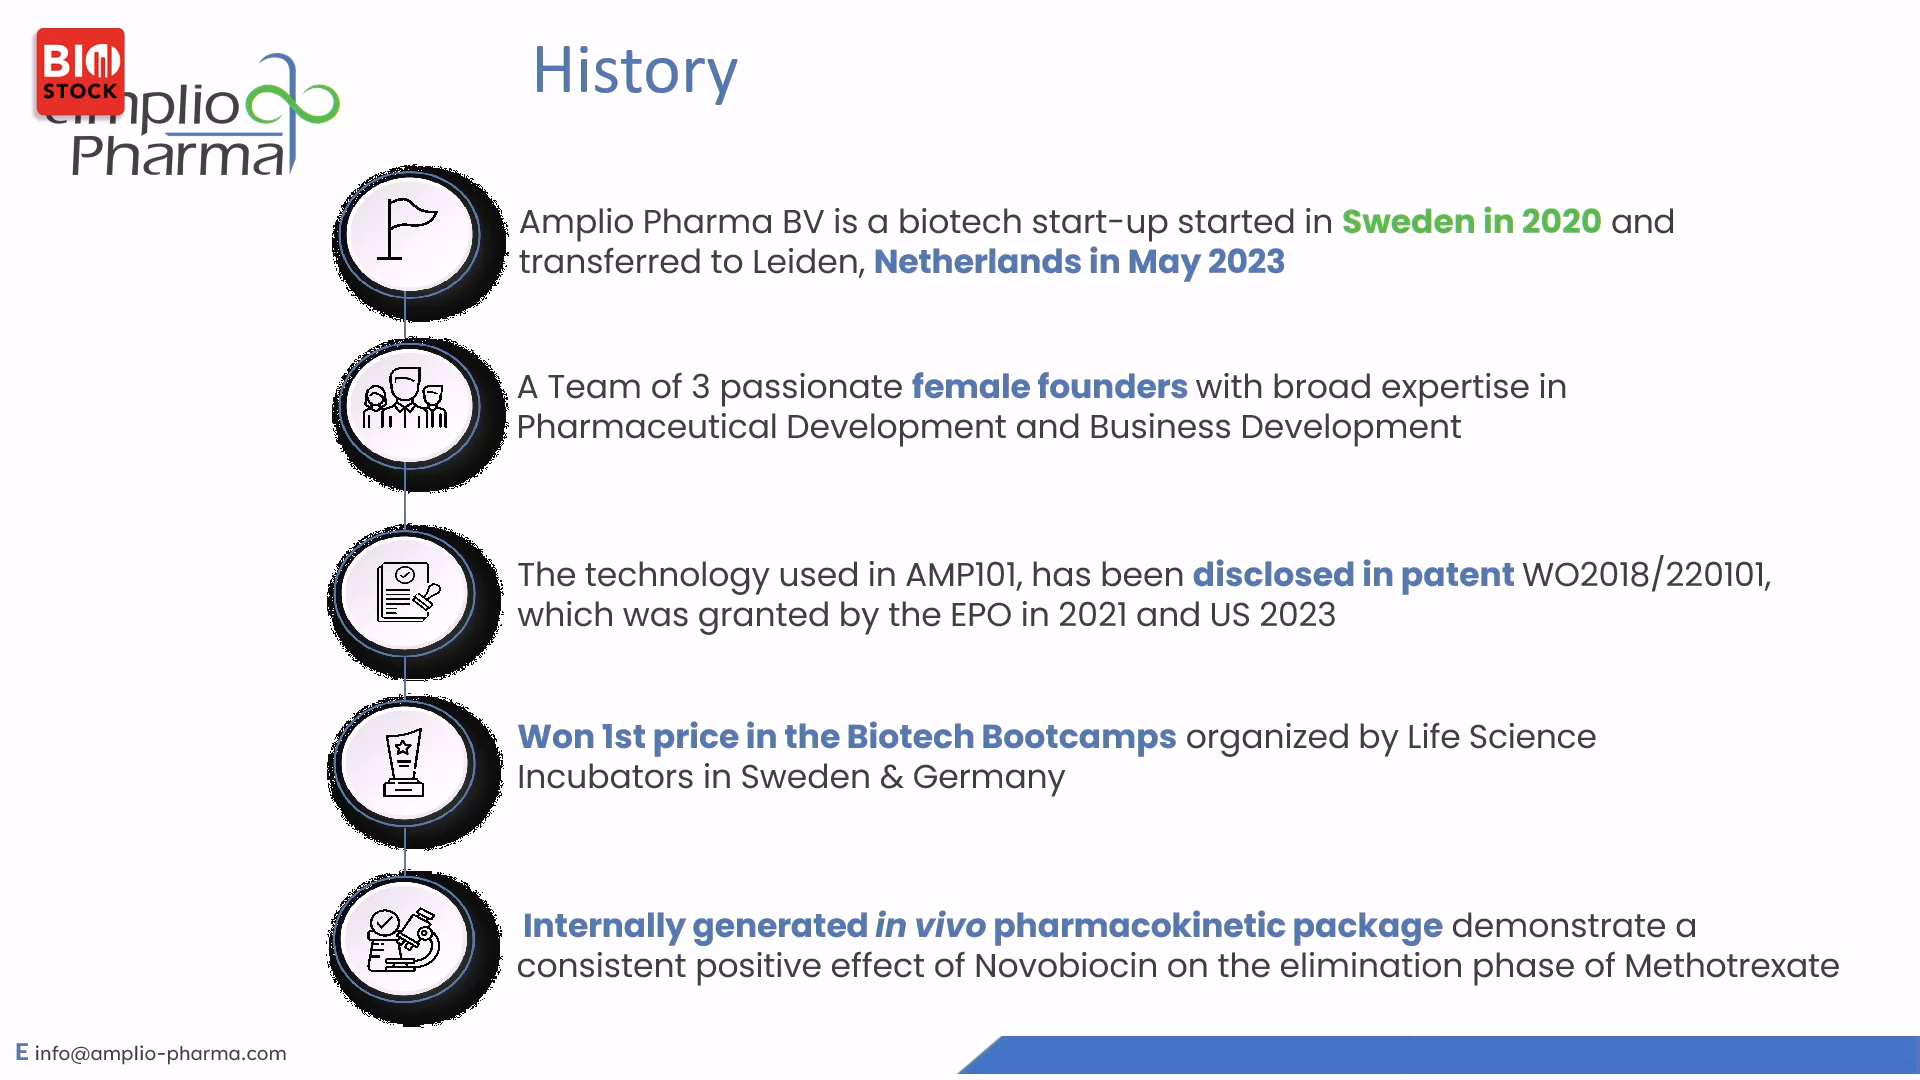 BIO
STOCK
amplio
Pharma
History
Amplio Pharma BV is a biotech start-up started in Sweden in 2020 and
transferred to Leiden, Netherlands in May 2023
A Team of 3 passionate female founders with broad expertise in
Pharmaceutical Development and Business Development
The technology used in AMP101, has been disclosed in patent WO2018/220101,
which was granted by the EPO in 2021 and US 2023
Won 1st price in the Biotech Bootcamps organized by Life Science
Incubators in Sweden & Germany
Internally generated in vivo pharmacokinetic package demonstrate a
consistent positive effect of Novobiocin on the elimination phase of Methotrexate
E info@amplio-pharma.com